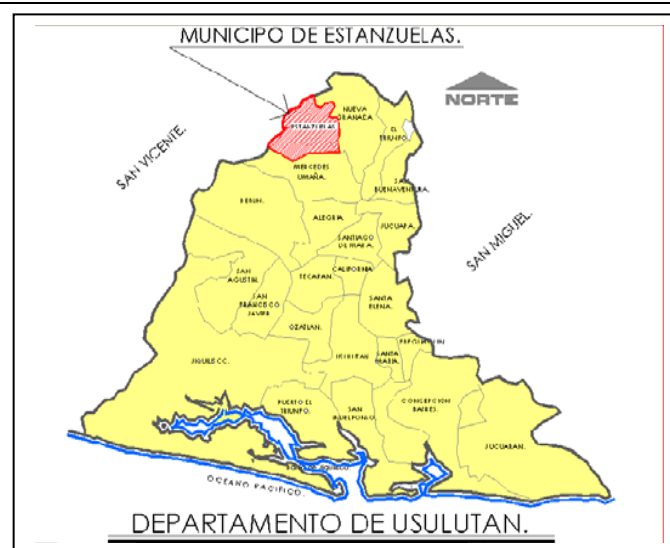 MUNICIPO DE ESTANZUELAS.
NORTE
NUEVA
GRANADA
ESTANZUELAS
EL
TRIUNFO.
SAN VICENTE.
MERCEDES
UMAÑA.
SAN
BUENAVENTURA.
BERLIN.
ALEGRIA.
JUCUAPA.
SANTIAGO
DE MARIA.
SAN MIGUEL.
SAN
AGUSTIN.
TECAPAN.
CALIFORNIA
SAN
FRANCISCO
JAVIER
SANTA
ELENA.
OZATLAN.
JIQUILISCO.
USULUTAN
SANTA
MARIA.
PUERTO EL
TRIUNFO.
SAN
CONCEPCION
BATRES.
JUCUARAN.
OCEANO PACIFICO.
DEPARTAMENTO DE USULUTAN.